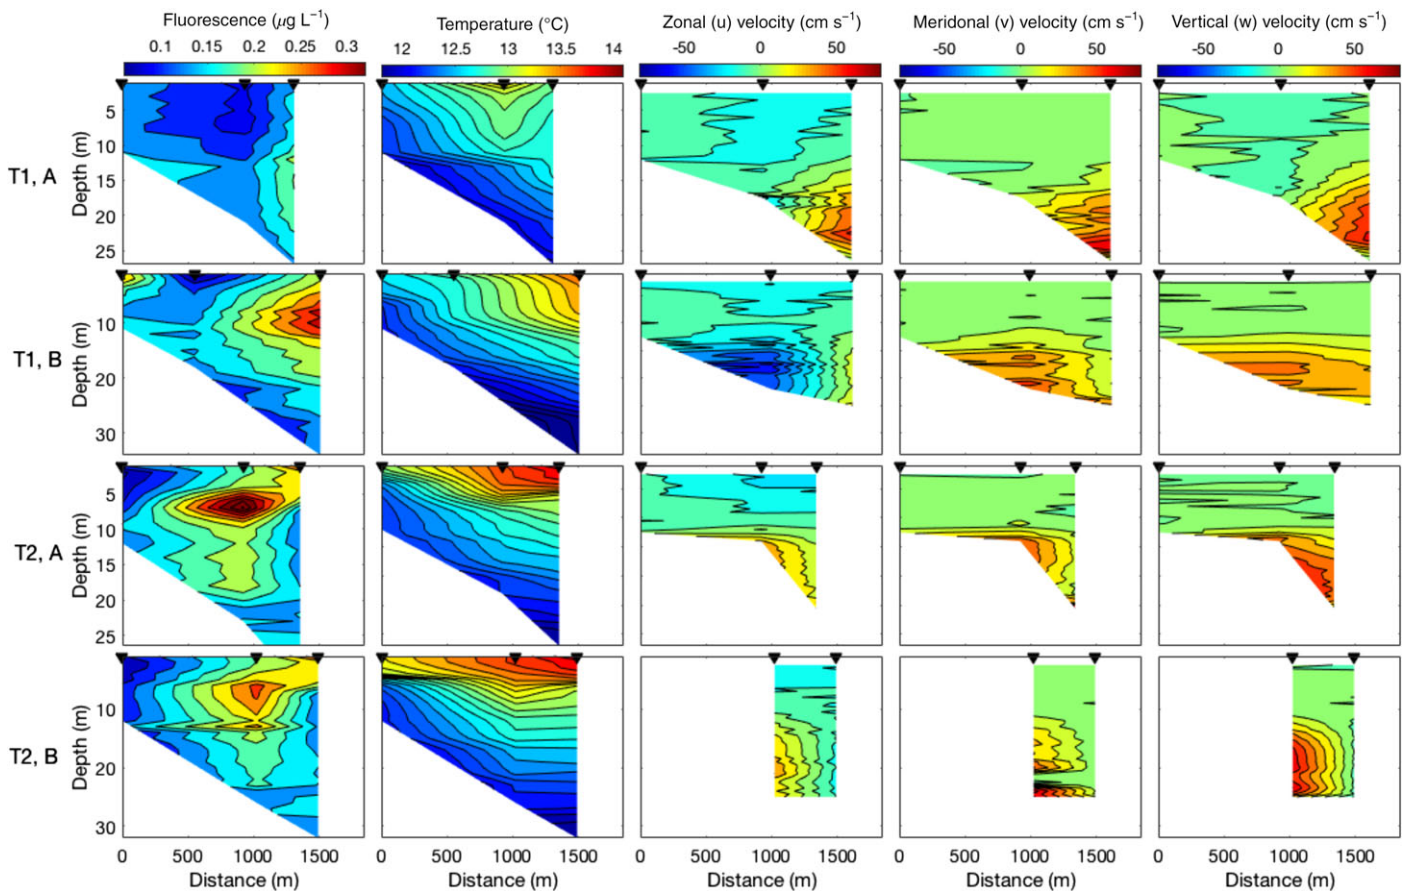 Fluorescence (μg L⁻¹) Temperature (°C) Zonal (u) velocity (cm s⁻¹) Meridonal (v) velocity (cm s⁻¹) Vertical (w) velocity (cm s⁻¹)
0.1 0.15 0.2 0.25 0.3 12 12.5 13 13.5 14 -50 0 50 -50 0 50 -50 0 50
T1, A
Depth (m)
5
10
15
20
25
T1, B
Depth (m)
10
20
30
T2, A
Depth (m)
5
10
15
20
25
T2, B
Depth (m)
10
20
30
0 500 1000 1500 0 500 1000 1500 0 500 1000 1500 0 500 1000 1500 0 500 1000 1500
Distance (m) Distance (m) Distance (m) Distance (m) Distance (m)